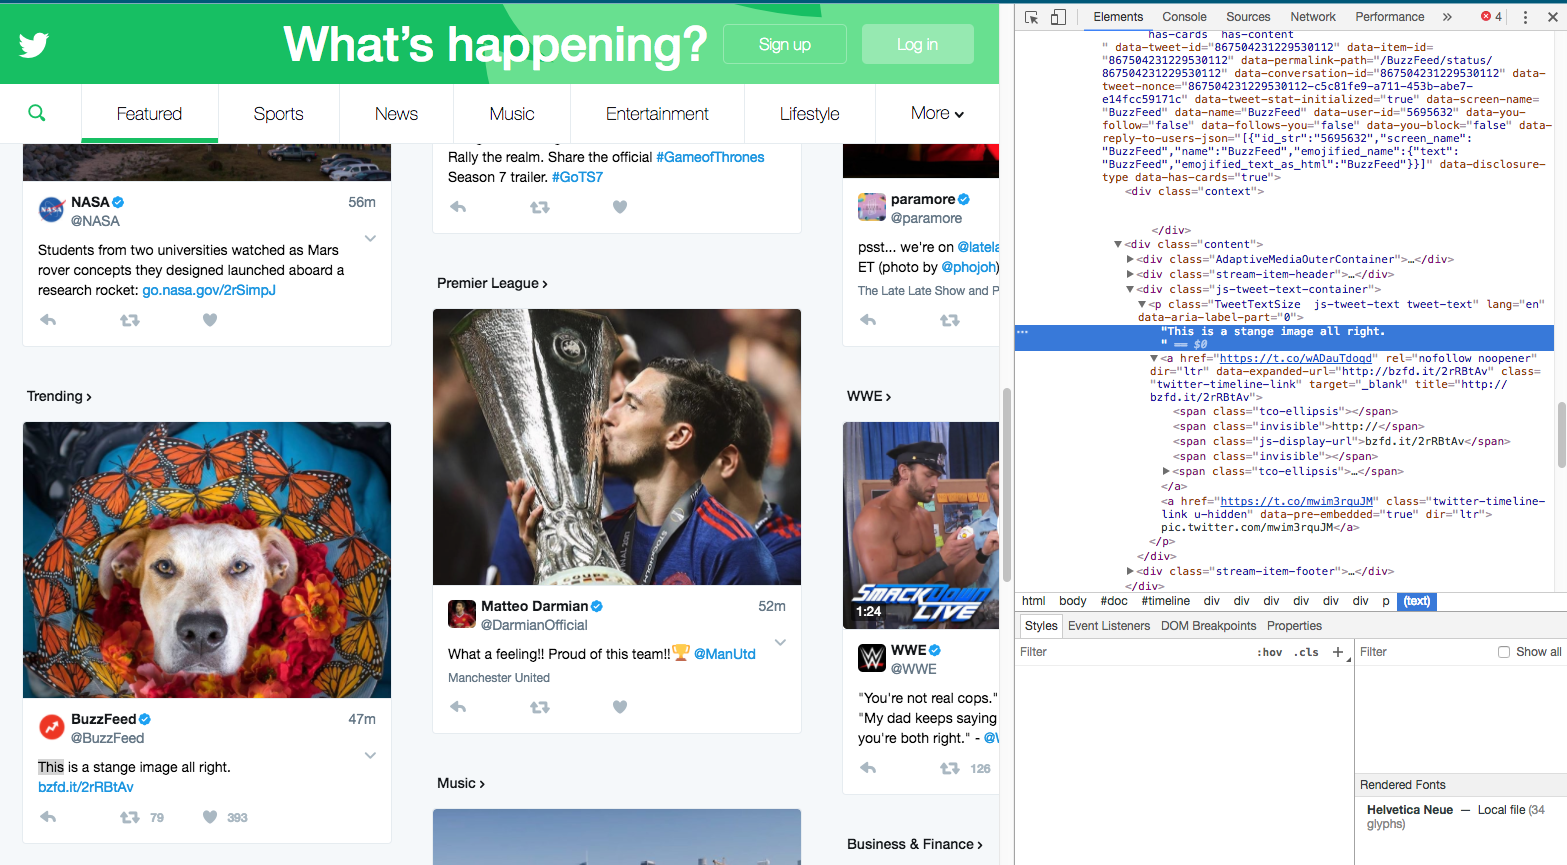 What's happening?
Sign up
Log in
Featured
Sports
News
Music
Entertainment
Lifestyle
More
NASA
56m
@NASA
Students from two universities watched as Mars
rover concepts they designed launched aboard a
research rocket: go.nasa.gov/2rSimpJ
Trending ›
BuzzFeed
47m
@BuzzFeed
This is a stange image all right.
bzfd.it/2rRBtAv
79
393
Rally the realm. Share the official #GameofThrones
Season 7 trailer. #GoTS7
Premier League ›
Matteo Darmian
52m
@DarmianOfficial
What a feeling!! Proud of this team!!🏆 @ManUtd
Manchester United
Music ›
paramore
@paramore
psst... we're on @latela
ET (photo by @phojoh)
The Late Late Show and P
WWE ›
SMACKDOWN
LIVE
1:24
WWE
@WWE
"You're not real cops."
"My dad keeps saying
you're both right." - @W
126
Business & Finance ›
Elements
Console
Sources
Network
Performance
»
4
has-cards has-content
" data-tweet-id="867504231229530112" data-item-id=
"867504231229530112" data-permalink-path="/BuzzFeed/status/
867504231229530112" data-conversation-id="867504231229530112" data-
tweet-nonce="867504231229530112-c5c81fe9-a711-453b-abe7-
e14fcc59171c" data-tweet-stat-initialized="true" data-screen-name=
"BuzzFeed" data-name="BuzzFeed" data-user-id="5695632" data-you-
follow="false" data-follows-you="false" data-you-block="false" data-
reply-to-users-json="[{"id_str":"5695632","screen_name":
"BuzzFeed","name":"BuzzFeed","emojified_name":{"text":
"BuzzFeed","emojified_text_as_html":"BuzzFeed"}}]" data-disclosure-
type data-has-cards="true">
<div class="context">
</div>
▼<div class="content">
▶<div class="AdaptiveMediaOuterContainer">…</div>
▶<div class="stream-item-header">…</div>
▼<div class="js-tweet-text-container">
▼<p class="TweetTextSize js-tweet-text tweet-text" lang="en"
data-aria-label-part="0">
"This is a stange image all right.
" == $0
▼<a href="https://t.co/wADauTdoqd" rel="nofollow noopener"
dir="ltr" data-expanded-url="http://bzfd.it/2rRBtAv" class=
"twitter-timeline-link" target="_blank" title="http://
bzfd.it/2rRBtAv">
<span class="tco-ellipsis"></span>
<span class="invisible">http://</span>
<span class="js-display-url">bzfd.it/2rRBtAv</span>
<span class="invisible"></span>
▶<span class="tco-ellipsis">…</span>
</a>
<a href="https://t.co/mwim3rquJM" class="twitter-timeline-
link u-hidden" data-pre-embedded="true" dir="ltr">
pic.twitter.com/mwim3rquJM</a>
</p>
</div>
▶<div class="stream-item-footer">…</div>
</div>
html body #doc #timeline div div div div div div p (text)
Styles
Event Listeners
DOM Breakpoints
Properties
Filter
:hov .cls +
Filter
Show all
Rendered Fonts
Helvetica Neue — Local file (34
glyphs)